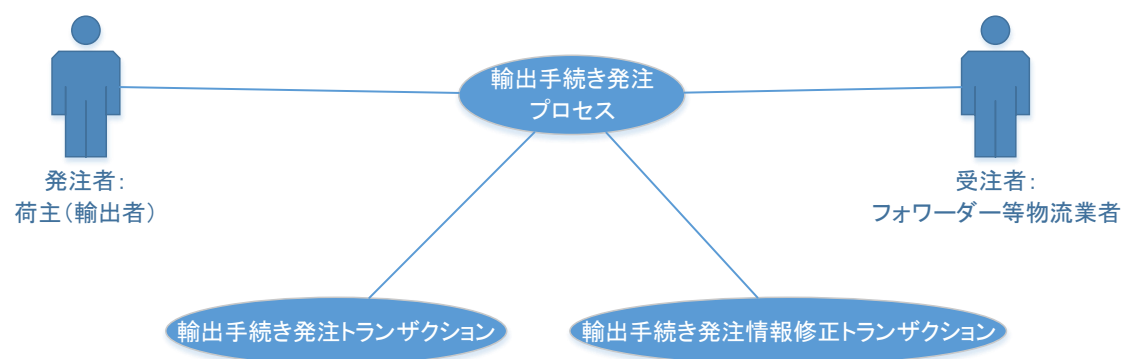 輸出手続き発注
プロセス
発注者：
荷主（輸出者）
受注者：
フォワーダー等物流業者
輸出手続き発注トランザクション
輸出手続き発注情報修正トランザクション